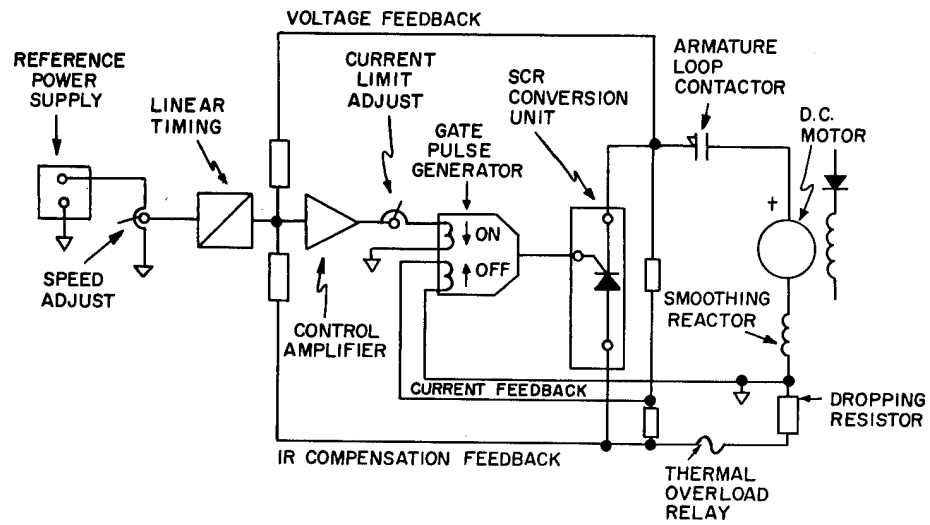 VOLTAGE FEEDBACK
REFERENCE
POWER
SUPPLY
LINEAR
TIMING
CURRENT
LIMIT
ADJUST
GATE
PULSE
GENERATOR
SCR
CONVERSION
UNIT
ARMATURE
LOOP
CONTACTOR
D.C.
MOTOR
+
ON
OFF
SPEED
ADJUST
CONTROL
AMPLIFIER
SMOOTHING
REACTOR
CURRENT FEEDBACK
DROPPING
RESISTOR
IR COMPENSATION FEEDBACK
THERMAL
OVERLOAD
RELAY